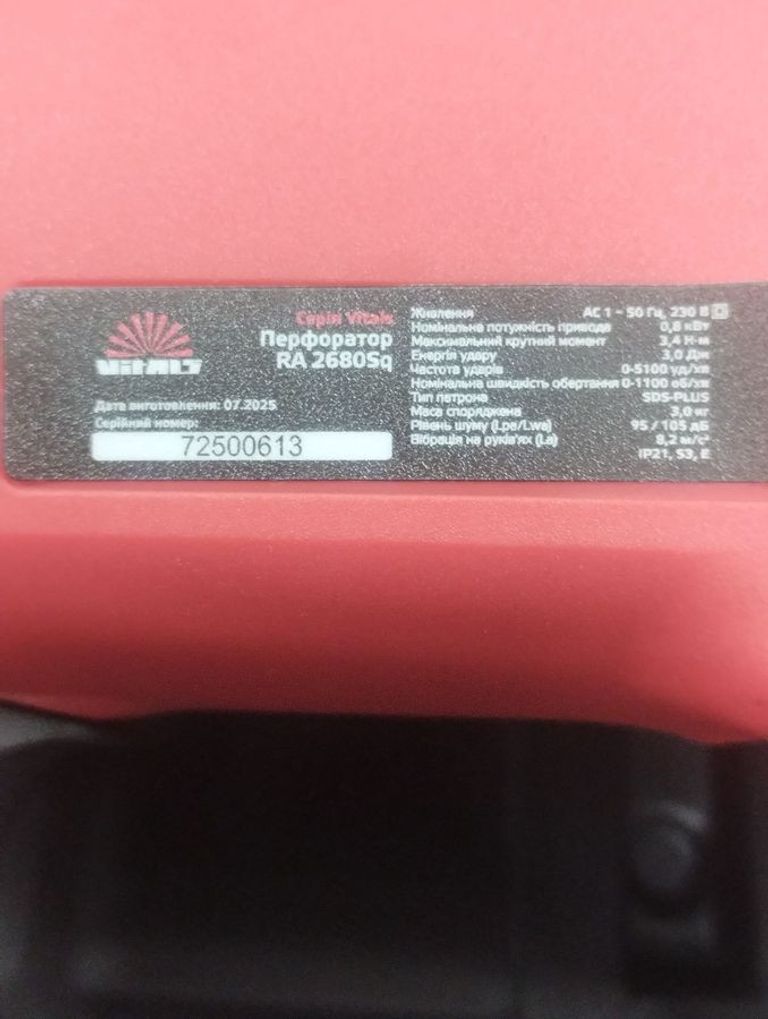 Vitals
Серія Vitals
Перфоратор
RA 2680Sq
Дата виготовлення: 07.2025
Серійний номер:
72500613
Живлення AC 1 ~ 50 Гц, 230 В
Номінальна потужність привода 0,8 кВт
Максимальний крутний момент 3,4 Н·м
Енергія удару 3,0 Дж
Частота ударів 0-5100 уд/хв
Номінальна швидкість обертання 0-1100 об/хв
Тип патрона SDS-PLUS
Маса споряджена 3,0 кг
Рівень шуму (Lpa/Lwa) 95 / 105 дБ
Вібрація на руків'ях (La) 8,2 м/с²
IP21, S3, E